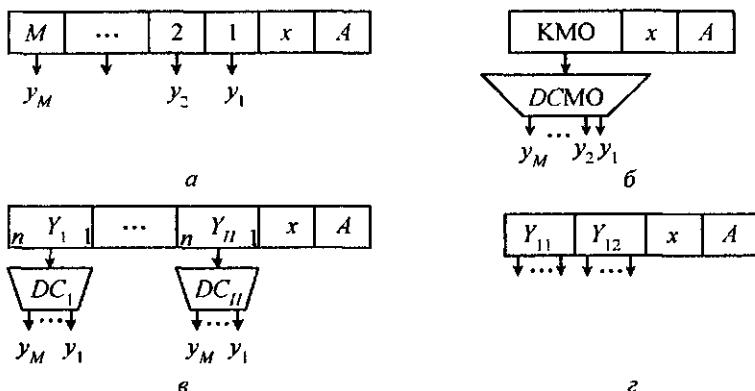 M ... 2 1 x A
y_M y_2 y_1
а
KMO x A
DCMO
y_M ... y_2 y_1
б
n Y_1 1 ... n Y_H 1 x A
DC_1 DC_H
... ...
y_M y_1 y_M y_1
в
Y_11 Y_12 x A
... ...
г